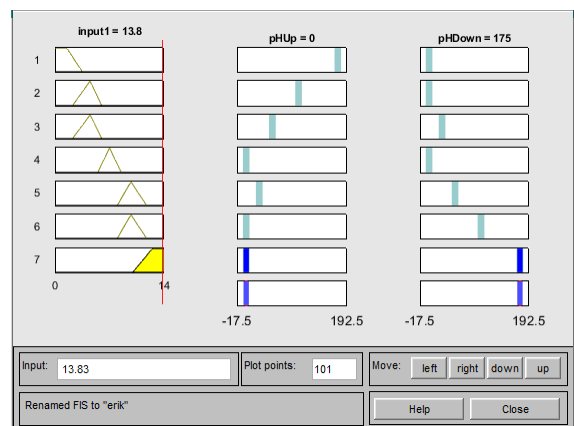 input1 = 13.8
pHUp = 0
pHDown = 175
1
2
3
4
5
6
7
0
14
-17.5
192.5
-17.5
192.5
Input:
13.83
Plot points:
101
Move:
left
right
down
up
Renamed FIS to "erik"
Help
Close